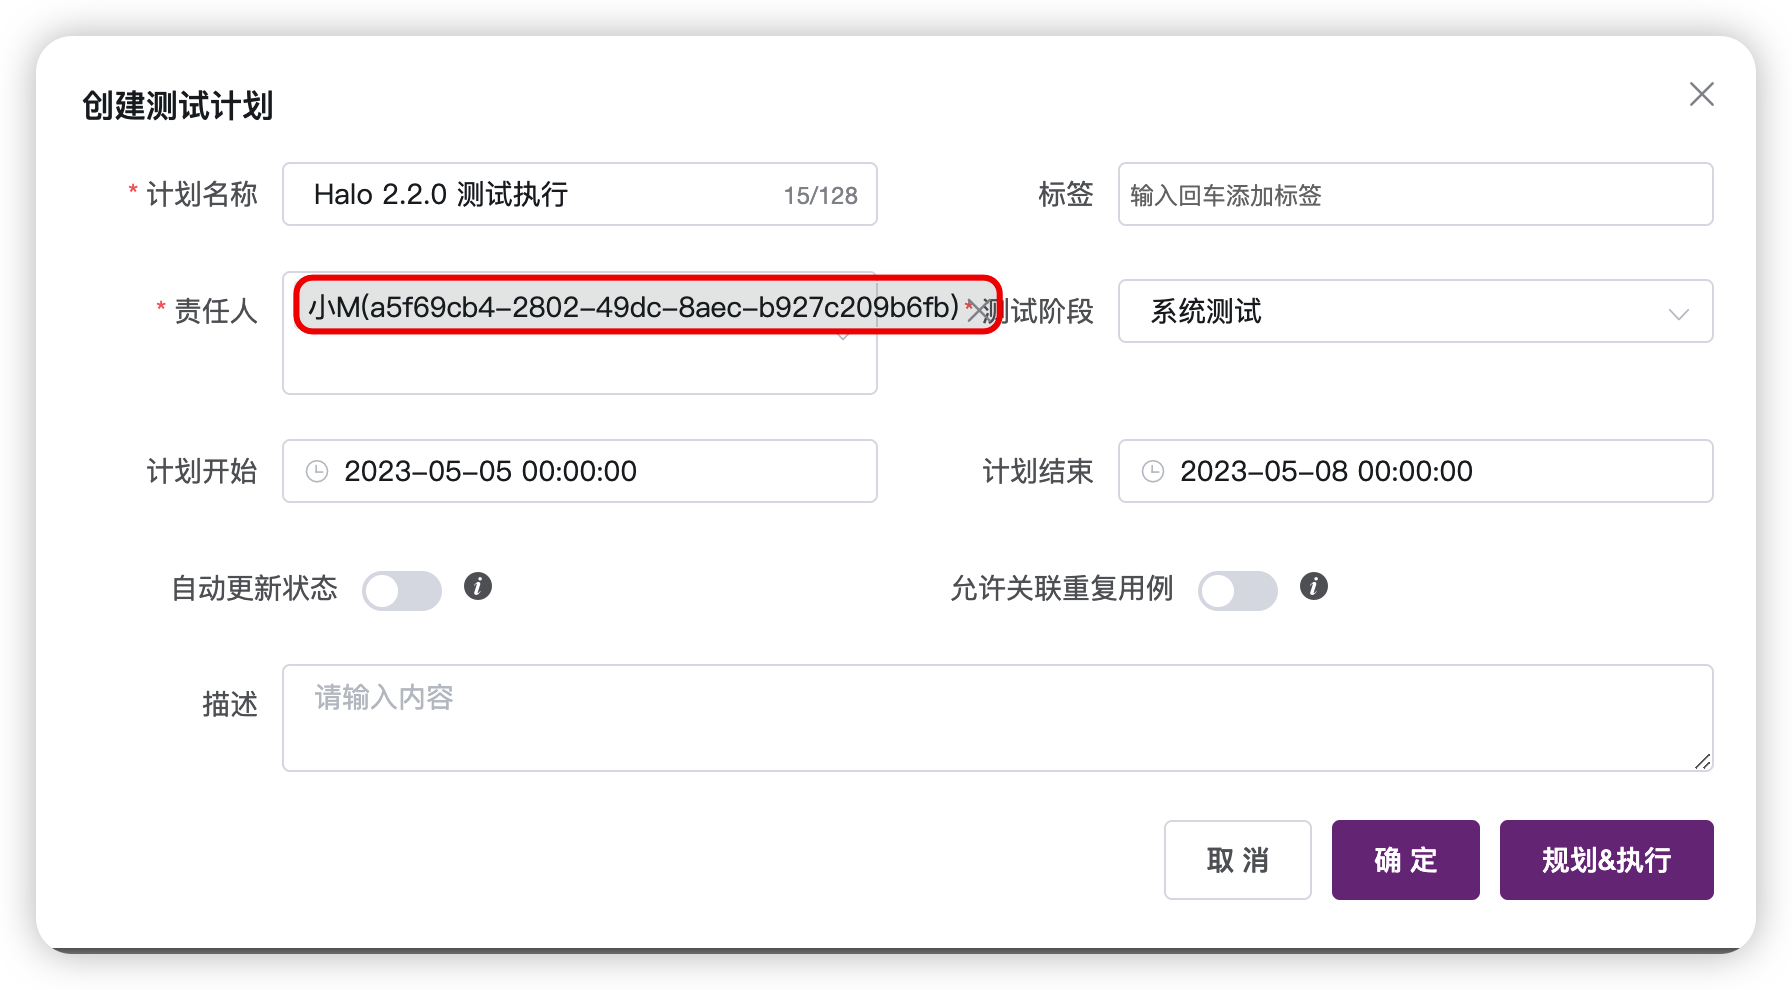 创建测试计划
* 计划名称 Halo 2.2.0 测试执行 15/128 标签 输入回车添加标签
* 责任人 小M(a5f69cb4-2802-49dc-8aec-b927c209b6fb) * 测试阶段 系统测试
计划开始 2023-05-05 00:00:00 计划结束 2023-05-08 00:00:00
自动更新状态 允许关联重复用例
描述 请输入内容
取消 确定 规划&执行